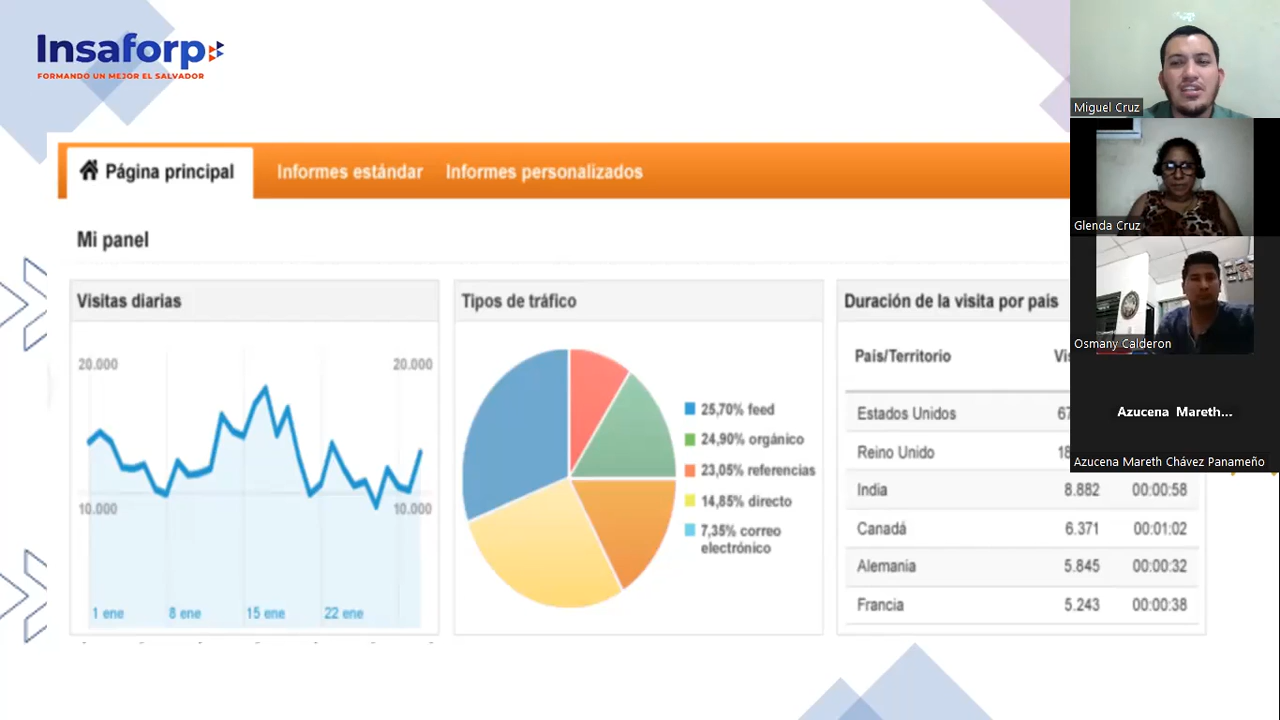 Insaforp
FORMANDO UN MEJOR EL SALVADOR
Página principal
Informes estándar
Informes personalizados
Mi panel
Visitas diarias
20.000
20.000
10.000
10.000
1 ene
8 ene
15 ene
22 ene
Tipos de tráfico
25,70% feed
24,90% orgánico
23,05% referencias
14,85% directo
7,35% correo
electrónico
Duración de la visita por país
País/Territorio
Estados Unidos
Reino Unido
India 8.882 00:00:58
Canadá 6.371 00:01:02
Alemania 5.845 00:00:32
Francia 5.243 00:00:38
Miguel Cruz
Glenda Cruz
Osmany Calderon
Azucena Mareth...
Azucena Mareth Chávez Panameño